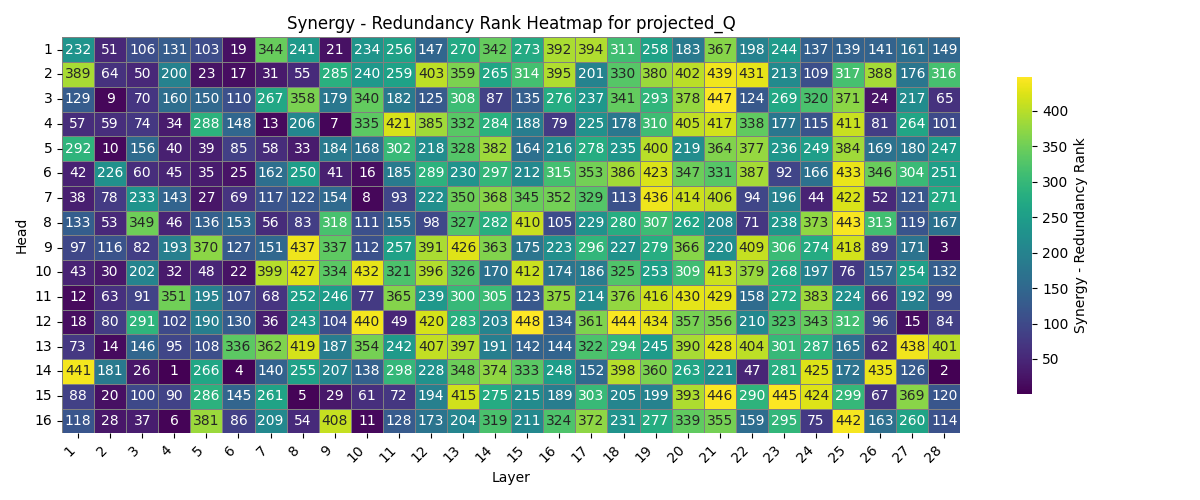 Synergy - Redundancy Rank Heatmap for projected_Q
1 232 51 106 131 103 19 344 241 21 234 256 147 270 342 273 392 394 311 258 183 367 198 244 137 139 141 161 149
2 389 64 50 200 23 17 31 55 285 240 259 403 359 265 314 395 201 330 380 402 439 431 213 109 317 388 176 316
3 129 9 70 160 150 110 267 358 179 340 182 125 308 87 135 276 237 341 293 378 447 124 269 320 371 24 217 65
4 57 59 74 34 288 148 13 206 7 335 421 385 332 284 188 79 225 178 310 405 417 338 177 115 411 81 264 101
5 292 10 156 40 39 85 58 33 184 168 302 218 328 382 164 216 278 235 400 219 364 377 236 249 384 169 180 247
6 42 226 60 45 35 25 162 250 41 16 185 289 230 297 212 315 353 386 423 347 331 387 92 166 433 346 304 251
7 38 78 233 143 27 69 117 122 154 8 93 222 350 368 345 352 329 113 436 414 406 94 196 44 422 52 121 271
8 133 53 349 46 136 153 56 83 318 111 155 98 327 282 410 105 229 280 307 262 208 71 238 373 443 313 119 167
9 97 116 82 193 370 127 151 437 337 112 257 391 426 363 175 223 296 227 279 366 220 409 306 274 418 89 171 3
10 43 30 202 32 48 22 399 427 334 432 321 396 326 170 412 174 186 325 253 309 413 379 268 197 76 157 254 132
11 12 63 91 351 195 107 68 252 246 77 365 239 300 305 123 375 214 376 416 430 429 158 272 383 224 66 192 99
12 18 80 291 102 190 130 36 243 104 440 49 420 283 203 448 134 361 444 434 357 356 210 323 343 312 96 15 84
13 73 14 146 95 108 336 362 419 187 354 242 407 397 191 142 144 322 294 245 390 428 404 301 287 165 62 438 401
14 441 181 26 1 266 4 140 255 207 138 298 228 348 374 333 248 152 398 360 263 221 47 281 425 172 435 126 2
15 88 20 100 90 286 145 261 5 29 61 72 194 415 275 215 189 303 205 199 393 446 290 445 424 299 67 369 120
16 118 28 37 6 381 86 209 54 408 11 128 173 204 319 211 324 372 231 277 339 355 159 295 75 442 163 260 114
1 2 3 4 5 6 7 8 9 10 11 12 13 14 15 16 17 18 19 20 21 22 23 24 25 26 27 28
Layer
Head
400
350
300
250
200
150
100
50
Synergy - Redundancy Rank